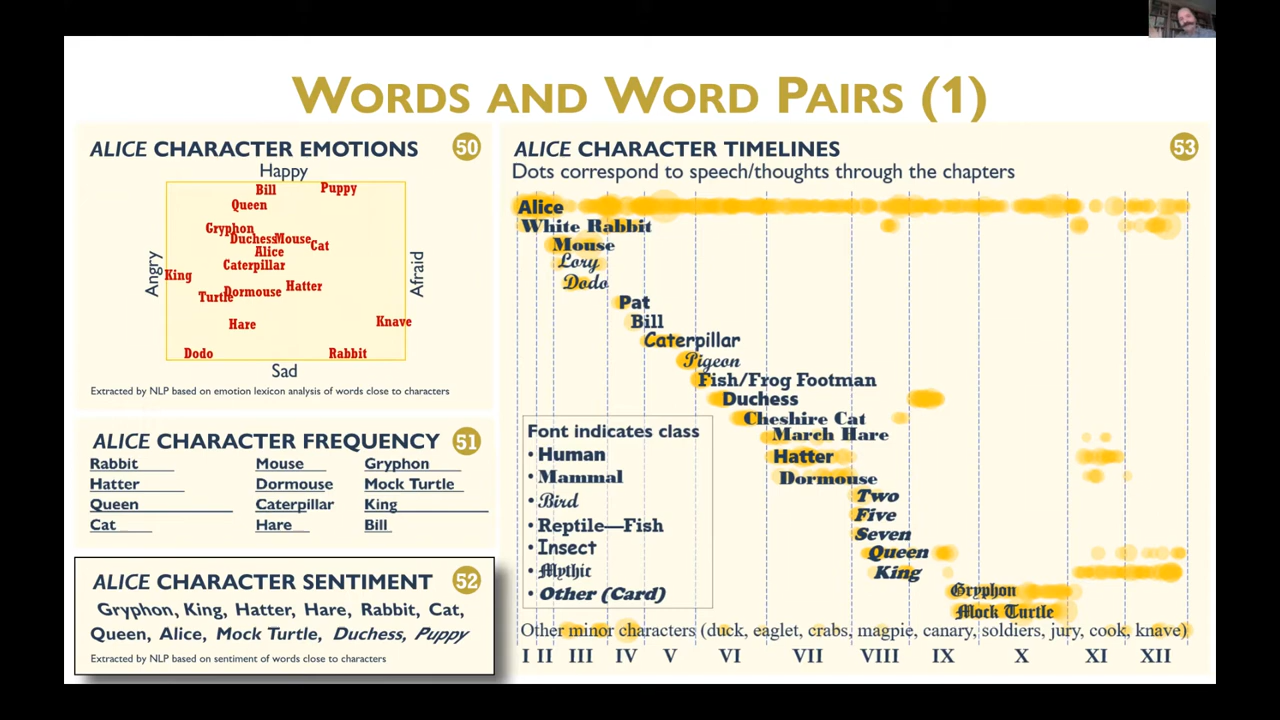 WORDS AND WORD PAIRS (1)
ALICE CHARACTER EMOTIONS
50
Happy
Bill
Puppy
Queen
Gryphon
Duchess
Mouse
Cat
Alice
Caterpillar
King
Angry
Afraid
Turtle
Dormouse
Hatter
Hare
Knave
Dodo
Rabbit
Sad
Extracted by NLP based on emotion lexicon analysis of words close to characters
ALICE CHARACTER FREQUENCY
51
Rabbit Mouse Gryphon
Hatter Dormouse Mock Turtle
Queen Caterpillar King
Cat Hare Bill
ALICE CHARACTER SENTIMENT
52
Gryphon, King, Hatter, Hare, Rabbit, Cat,
Queen, Alice, Mock Turtle, Duchess, Puppy
Extracted by NLP based on sentiment of words close to characters
ALICE CHARACTER TIMELINES
53
Dots correspond to speech/thoughts through the chapters
Alice
White Rabbit
Mouse
Lory
Dodo
Pat
Bill
Caterpillar
Pigeon
Fish/Frog Footman
Duchess
Cheshire Cat
March Hare
Hatter
Dormouse
Two
Five
Seven
Queen
King
Gryphon
Mock Turtle
Font indicates class
• Human
• Mammal
• Bird
• Reptile—Fish
• Insect
• Mythic
• Other (Card)
Other minor characters (duck, eaglet, crabs, magpie, canary, soldiers, jury, cook, knave)
I II III IV V VI VII VIII IX X XI XII